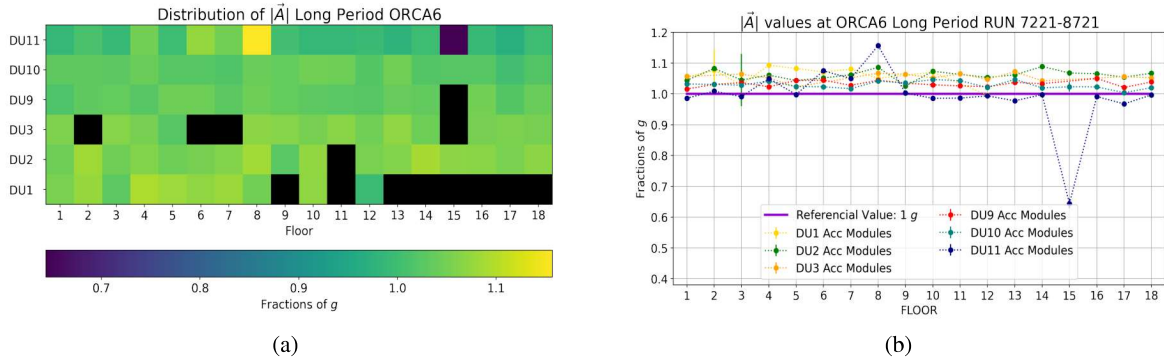 Distribution of |A⃗| Long Period ORCA6
DU11
DU10
DU9
DU3
DU2
DU1
1 2 3 4 5 6 7 8 9 10 11 12 13 14 15 16 17 18
Floor
0.7 0.8 0.9 1.0 1.1
Fractions of g
(a)
|A⃗| values at ORCA6 Long Period RUN 7221-8721
1.2
1.1
1.0
0.9
0.8
0.7
0.6
0.5
0.4
Fractions of g
Referencial Value: 1 g
DU1 Acc Modules
DU2 Acc Modules
DU3 Acc Modules
DU9 Acc Modules
DU10 Acc Modules
DU11 Acc Modules
1 2 3 4 5 6 7 8 9 10 11 12 13 14 15 16 17 18
FLOOR
(b)